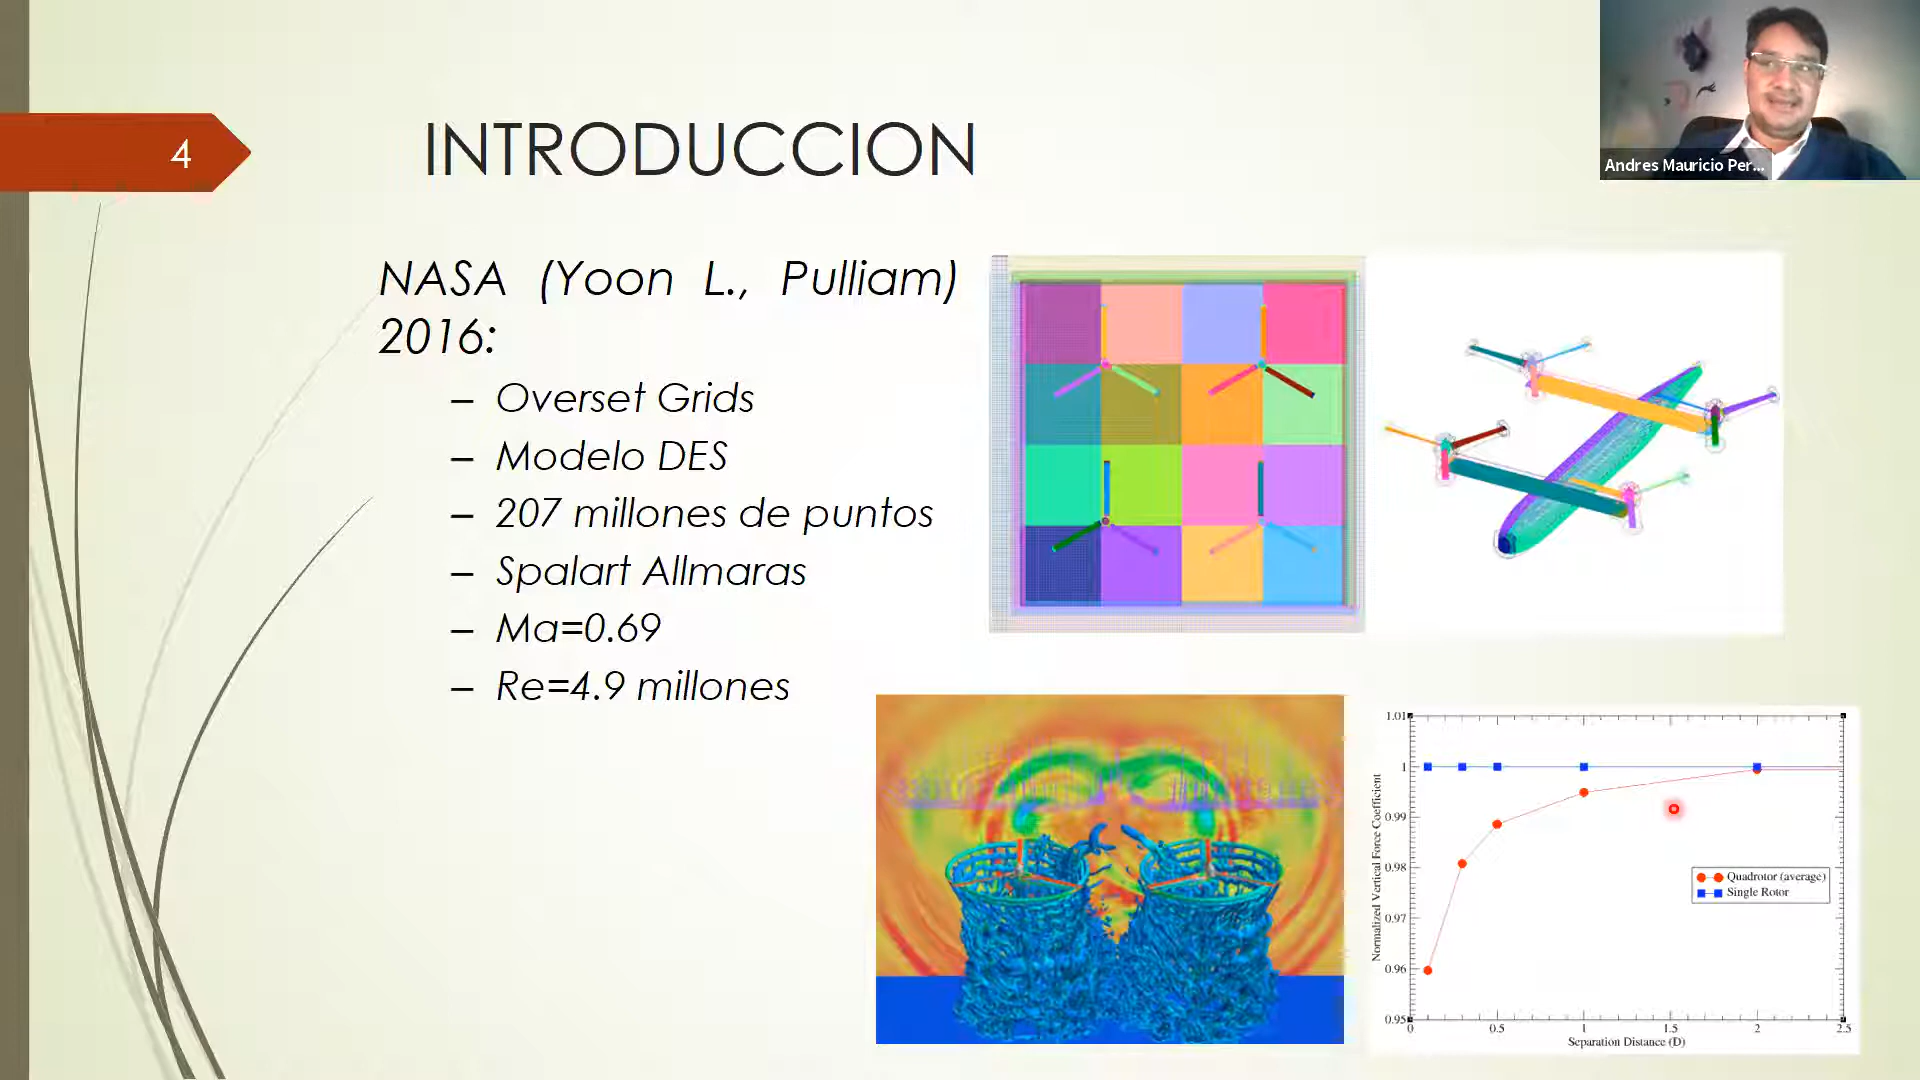 4
INTRODUCCION
Andres Mauricio Per...
NASA (Yoon L., Pulliam)
2016:
– Overset Grids
– Modelo DES
– 207 millones de puntos
– Spalart Allmaras
– Ma=0.69
– Re=4.9 millones
Normalized Vertical Force Coefficient
1.01
1
0.99
0.98
0.97
0.96
0.95
Quadrotor (average)
Single Rotor
0 0.5 1 1.5 2 2.5
Separation Distance (D)